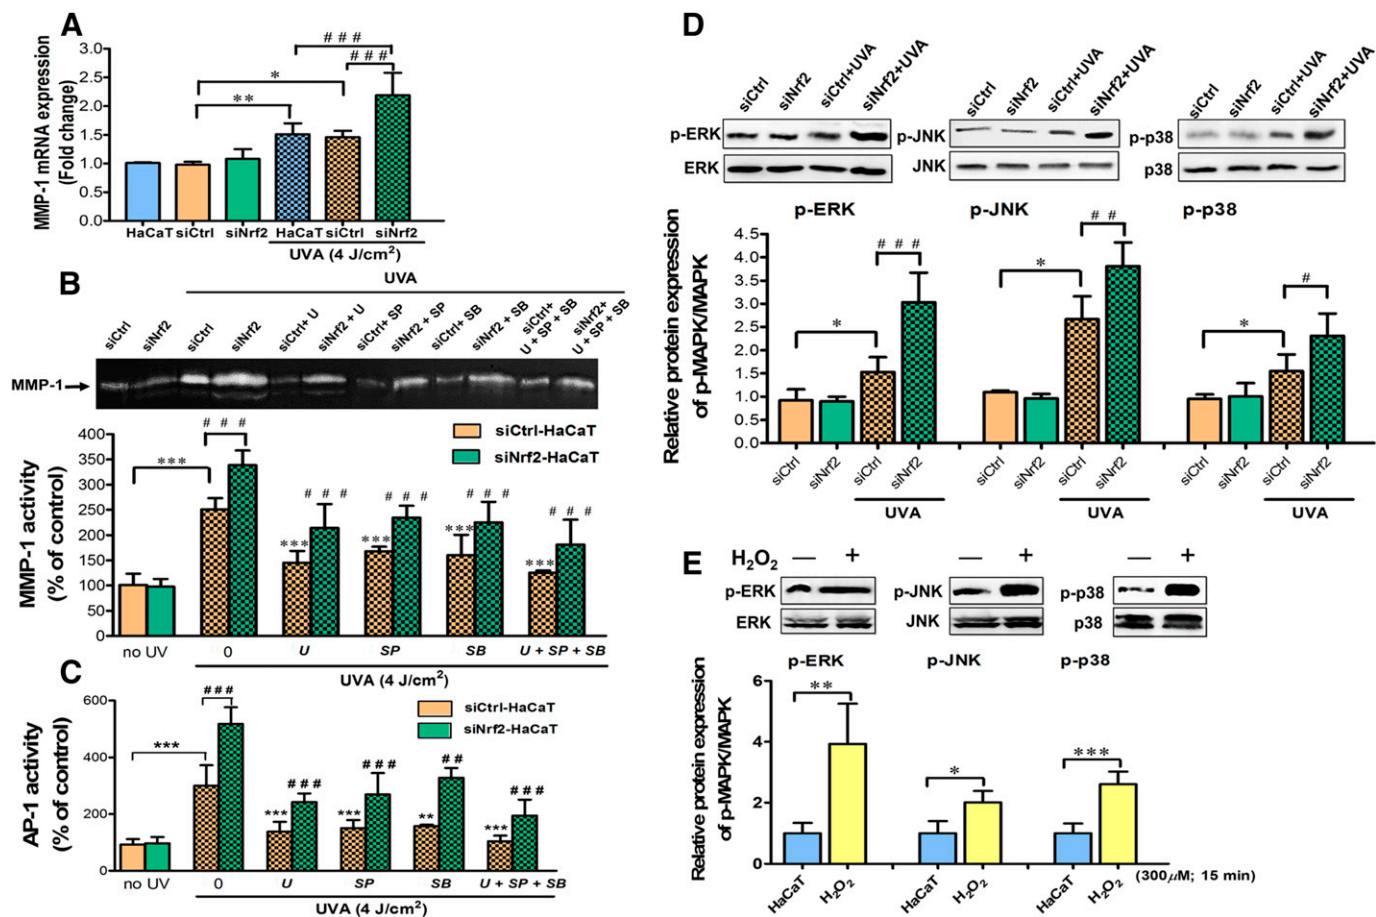 A
MMP-1 mRNA expression
(Fold change)
3.0
2.5
2.0
1.5
1.0
0.5
0.0
# # #
# # #
*
**
HaCaT siCtrl siNrf2 HaCaT siCtrl siNrf2
UVA (4 J/cm²)
B
UVA
siCtrl siNrf2 siCtrl siNrf2 siCtrl+ U siNrf2 + U siCtrl+ SP siNrf2 + SP siCtrl+ SB siNrf2 + SB siCtrl+ U + SP + SB siNrf2+ U + SP + SB
MMP-1
MMP-1 activity
(% of control)
400
350
300
250
200
150
100
50
0
siCtrl-HaCaT
siNrf2-HaCaT
***
# # #
***
# # #
***
# # #
***
# # #
***
# # #
no UV 0 U SP SB U + SP + SB
UVA (4 J/cm²)
C
AP-1 activity
(% of control)
600
400
200
0
siCtrl-HaCaT
siNrf2-HaCaT
***
###
***
###
***
###
**
##
***
###
no UV 0 U SP SB U + SP + SB
UVA (4 J/cm²)
D
siCtrl siNrf2 siCtrl+UVA siNrf2+UVA
siCtrl siNrf2 siCtrl+UVA siNrf2+UVA
siCtrl siNrf2 siCtrl+UVA siNrf2+UVA
p-ERK p-JNK p-p38
ERK JNK p38
p-ERK p-JNK p-p38
Relative protein expression
of p-MAPK/MAPK
4.5
4.0
3.5
3.0
2.5
2.0
1.5
1.0
0.5
0.0
*
# # #
*
# #
*
#
siCtrl siNrf2 siCtrl siNrf2 siCtrl siNrf2 siCtrl siNrf2 siCtrl siNrf2 siCtrl siNrf2
UVA UVA UVA
E
H₂O₂ — + — + — +
p-ERK p-JNK p-p38
ERK JNK p38
p-ERK p-JNK p-p38
Relative protein expression
of p-MAPK/MAPK
6
4
2
0
**
*
***
HaCaT H₂O₂ HaCaT H₂O₂ HaCaT H₂O₂
(300μM; 15 min)